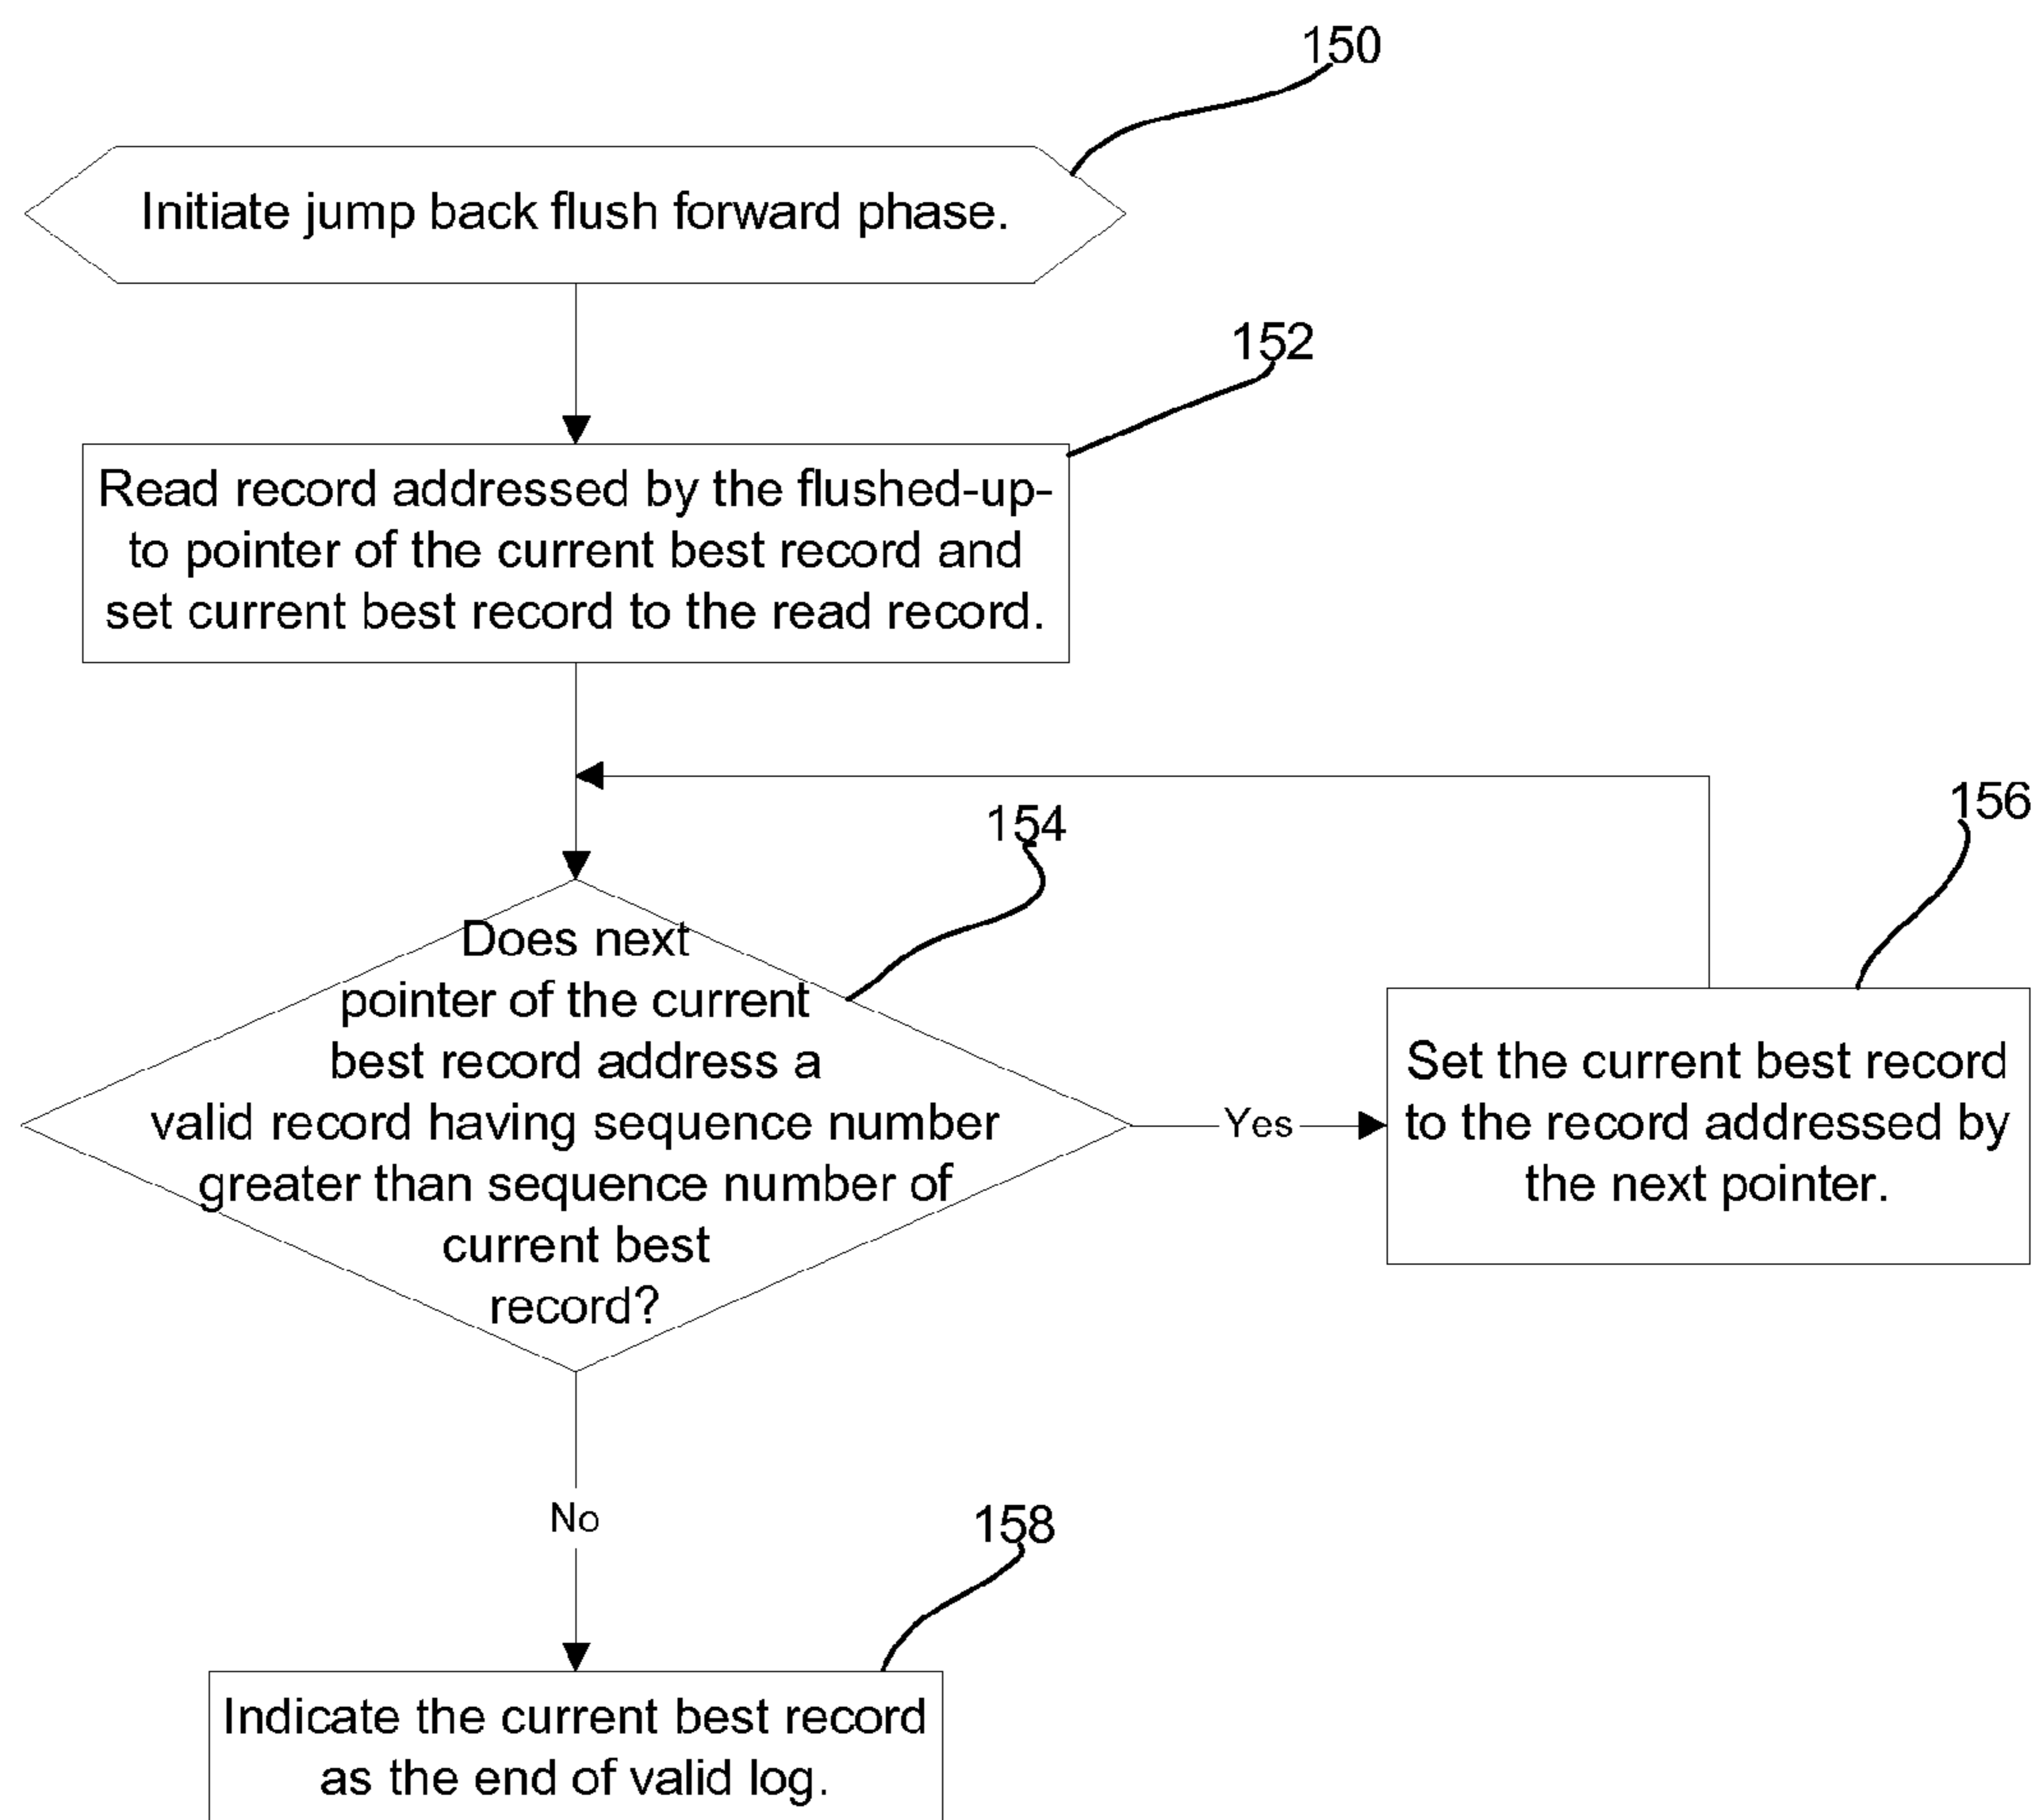 150
Initiate jump back flush forward phase.
152
Read record addressed by the flushed-up-
to pointer of the current best record and
set current best record to the read record.
154
156
Does next
pointer of the current
best record address a
valid record having sequence number
greater than sequence number of
current best
record?
Yes
Set the current best record
to the record addressed by
the next pointer.
No
158
Indicate the current best record
as the end of valid log.